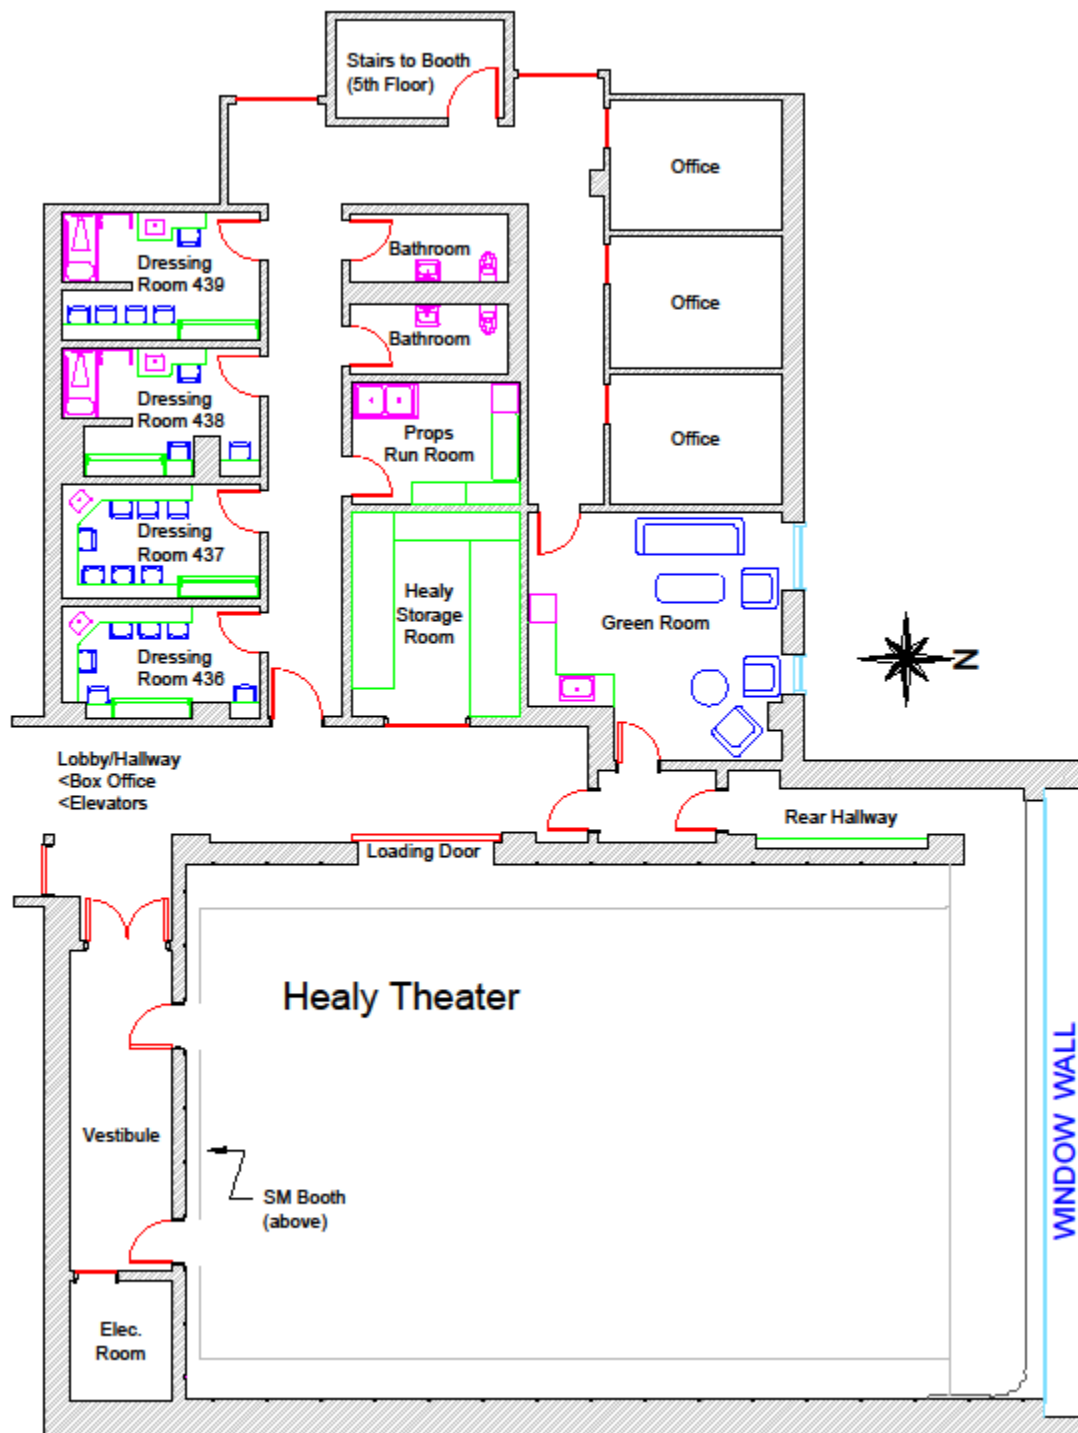 Stairs to Booth
(5th Floor)
Office
Bathroom
Dressing
Room 439
Office
Bathroom
Dressing
Room 438
Props
Run Room
Office
Dressing
Room 437
Healy
Storage
Room
Green Room
N
Dressing
Room 436
Lobby/Hallway
<Box Office
<Elevators
Rear Hallway
Loading Door
Healy Theater
WINDOW WALL
Vestibule
SM Booth
(above)
Elec.
Room